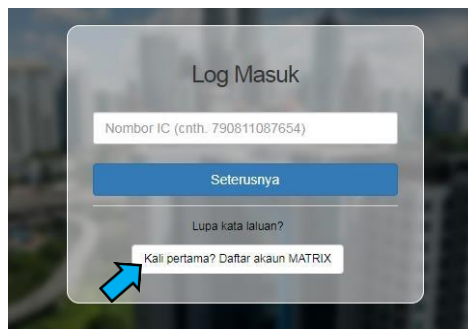 Log Masuk
Nombor IC (cnth. 790811087654)
Seterusnya
Lupa kata laluan?
Kali pertama? Daftar akaun MATRIX